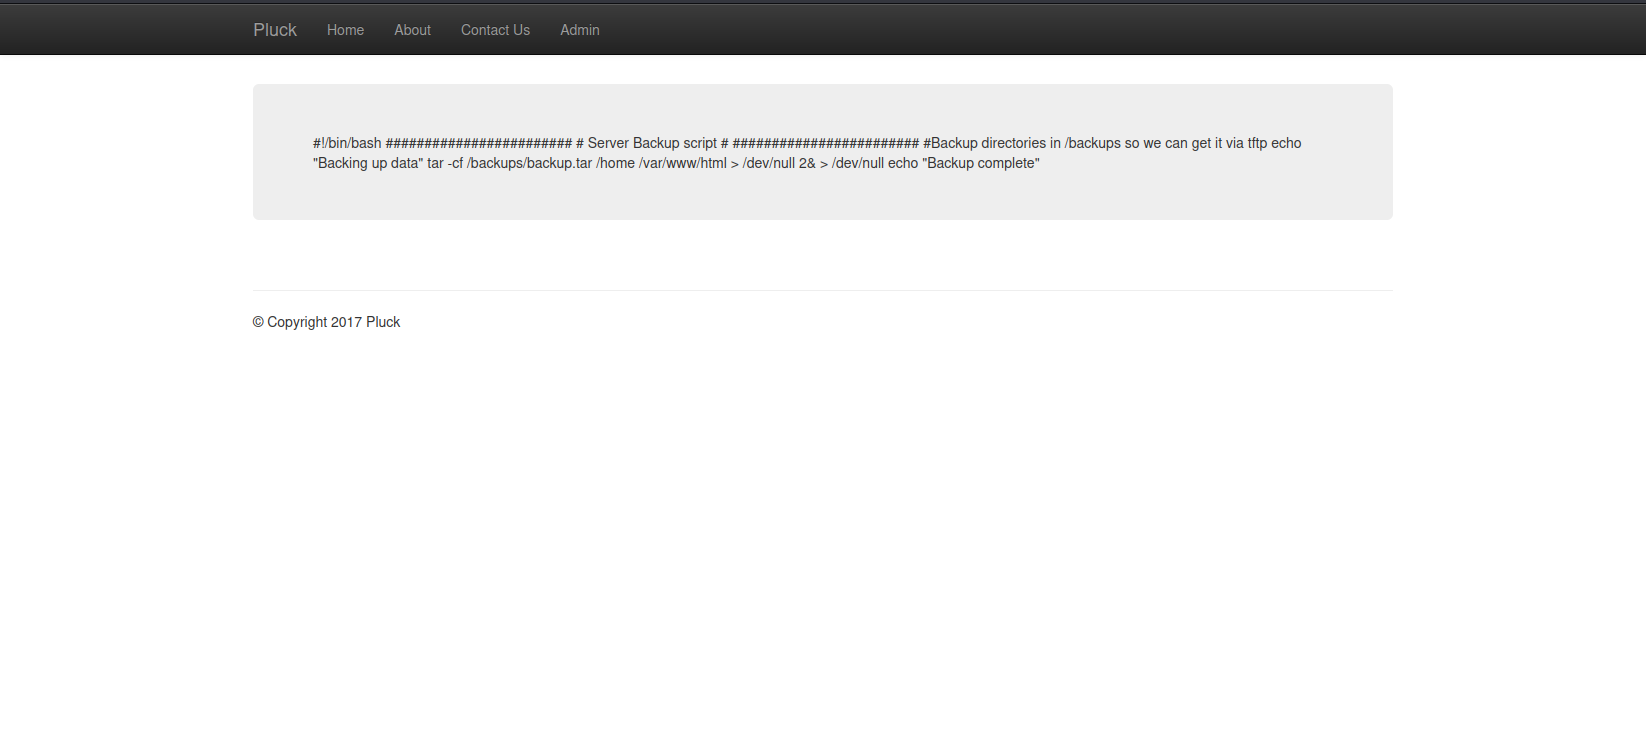 Pluck Home About Contact Us Admin
#!/bin/bash ######################## # Server Backup script # ######################## #Backup directories in /backups so we can get it via tftp echo
"Backing up data" tar -cf /backups/backup.tar /home /var/www/html > /dev/null 2& > /dev/null echo "Backup complete"
© Copyright 2017 Pluck